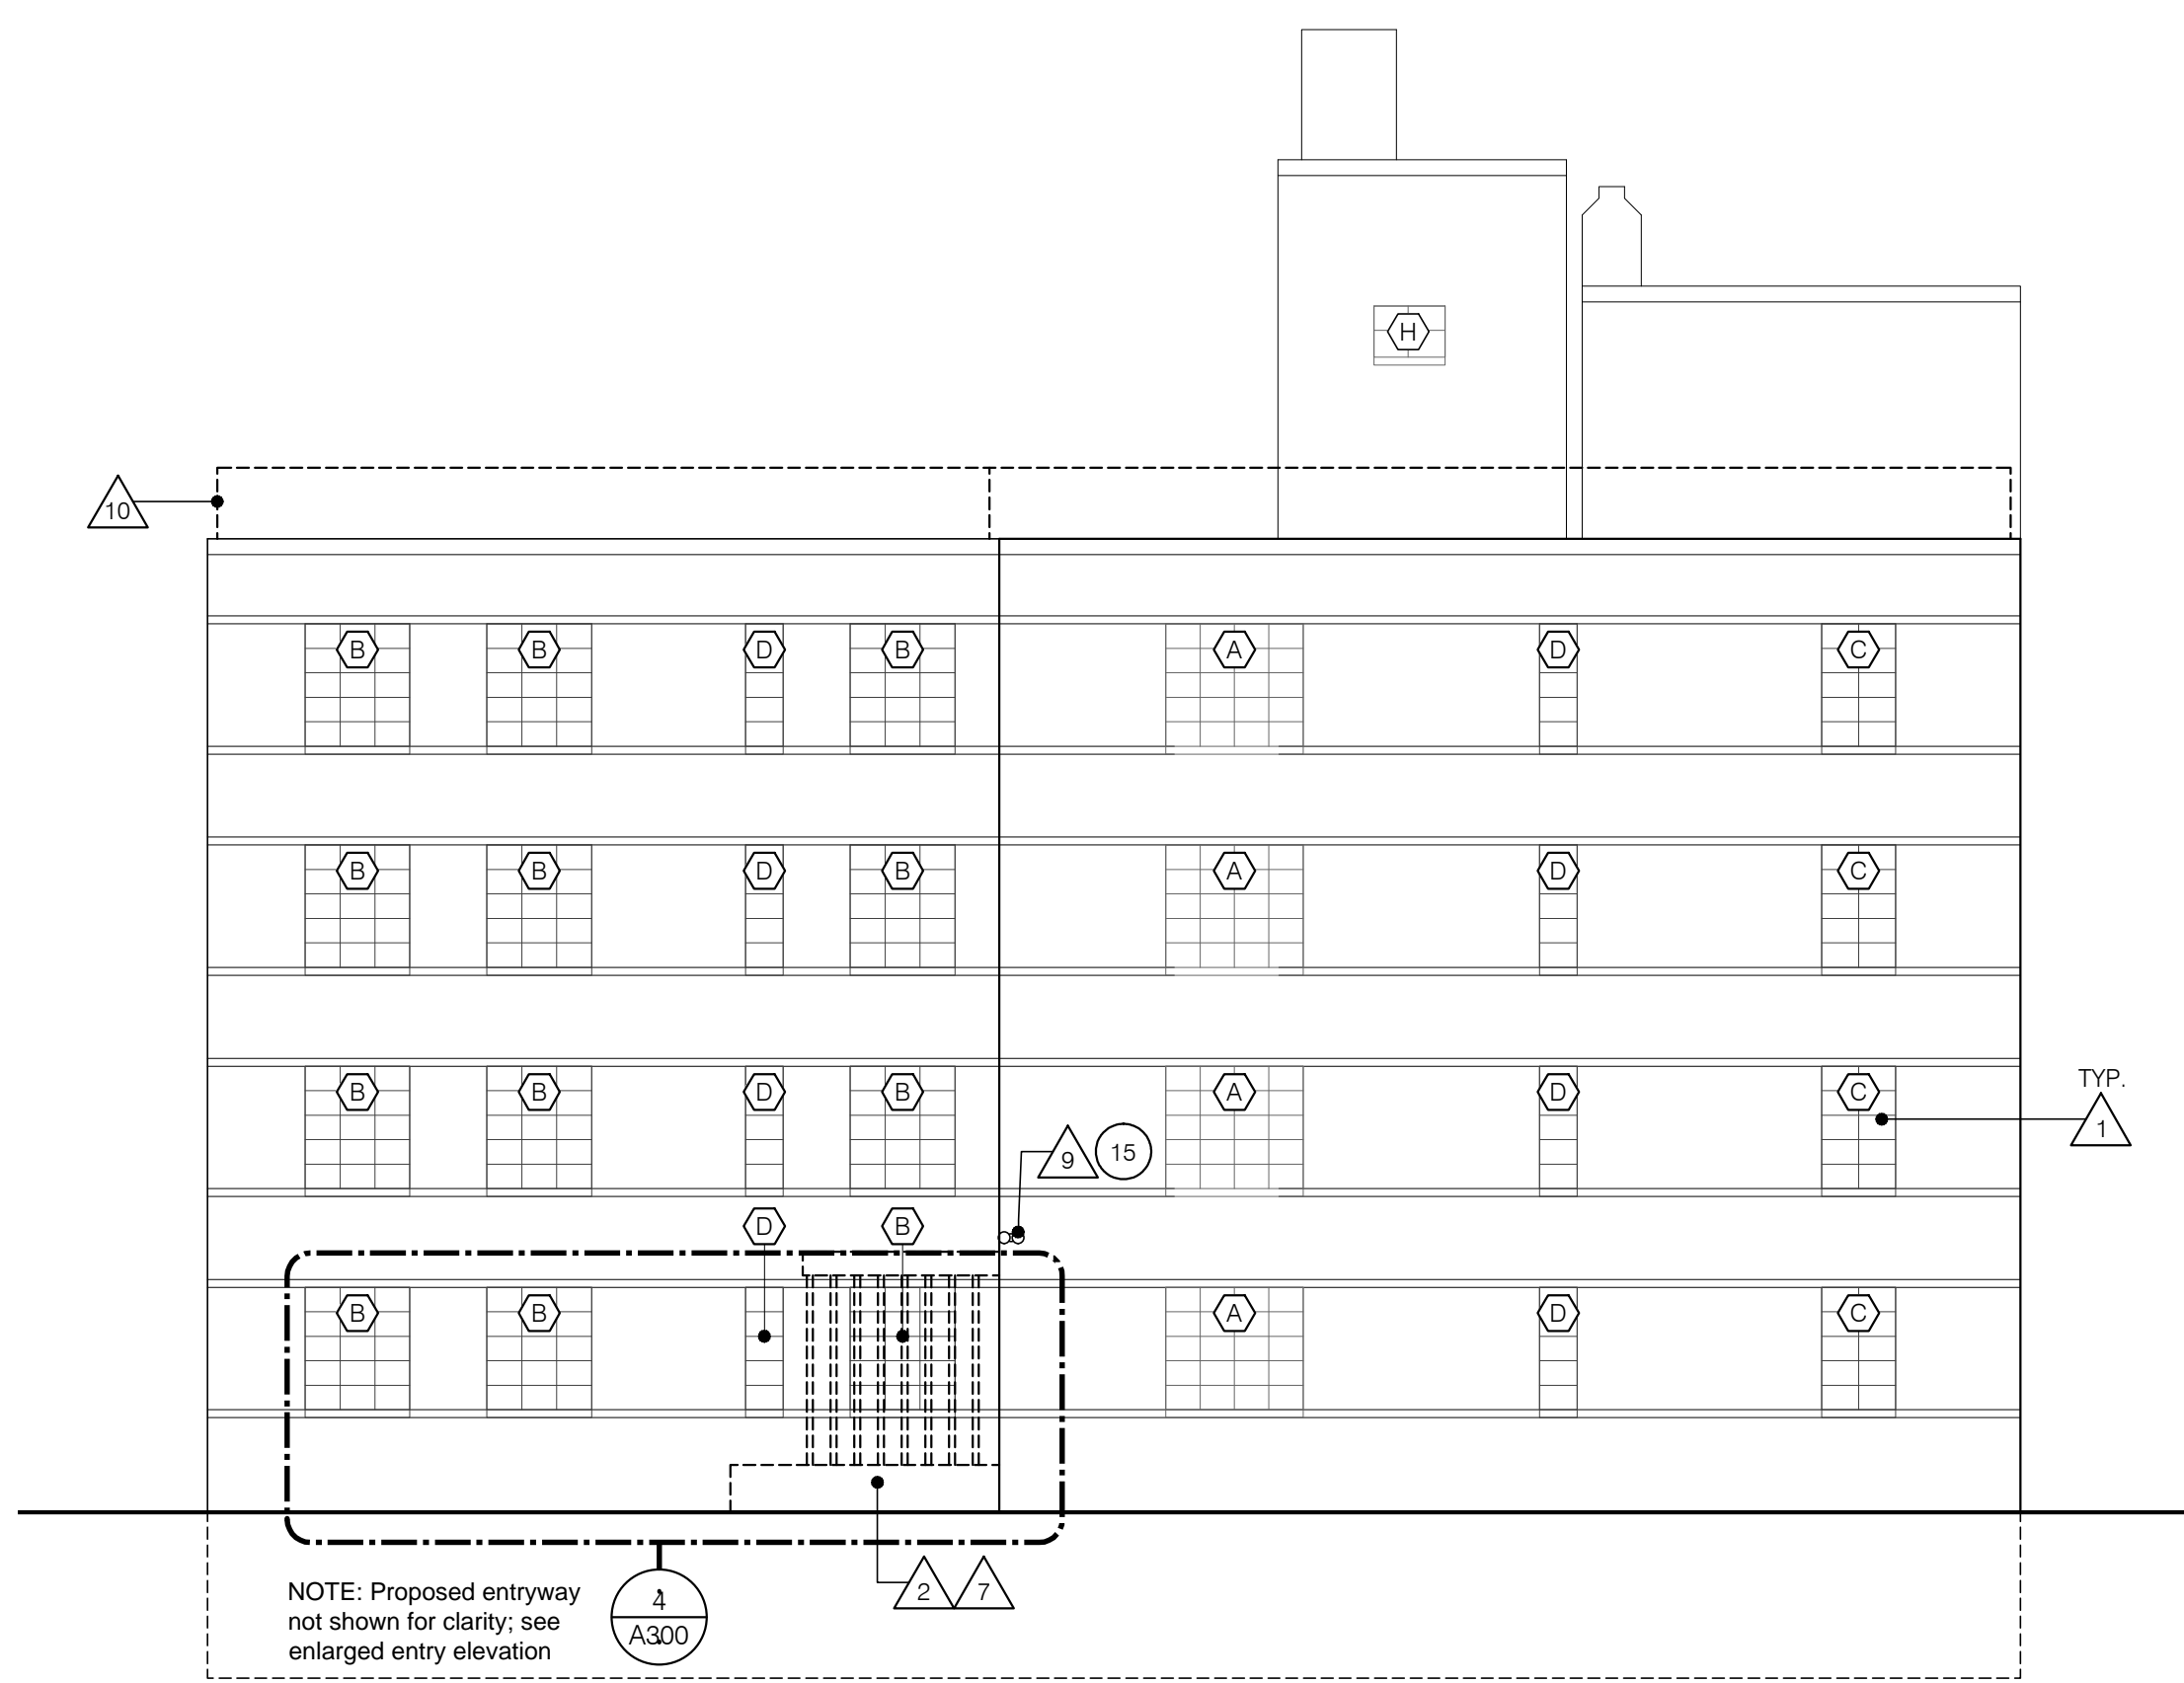 H
10
B B D B A D C
B B D B A D C
TYP.
B B D B A D C
1
9 15
D B
B B A D C
2 7
NOTE: Proposed entryway
not shown for clarity; see
enlarged entry elevation
4
A300